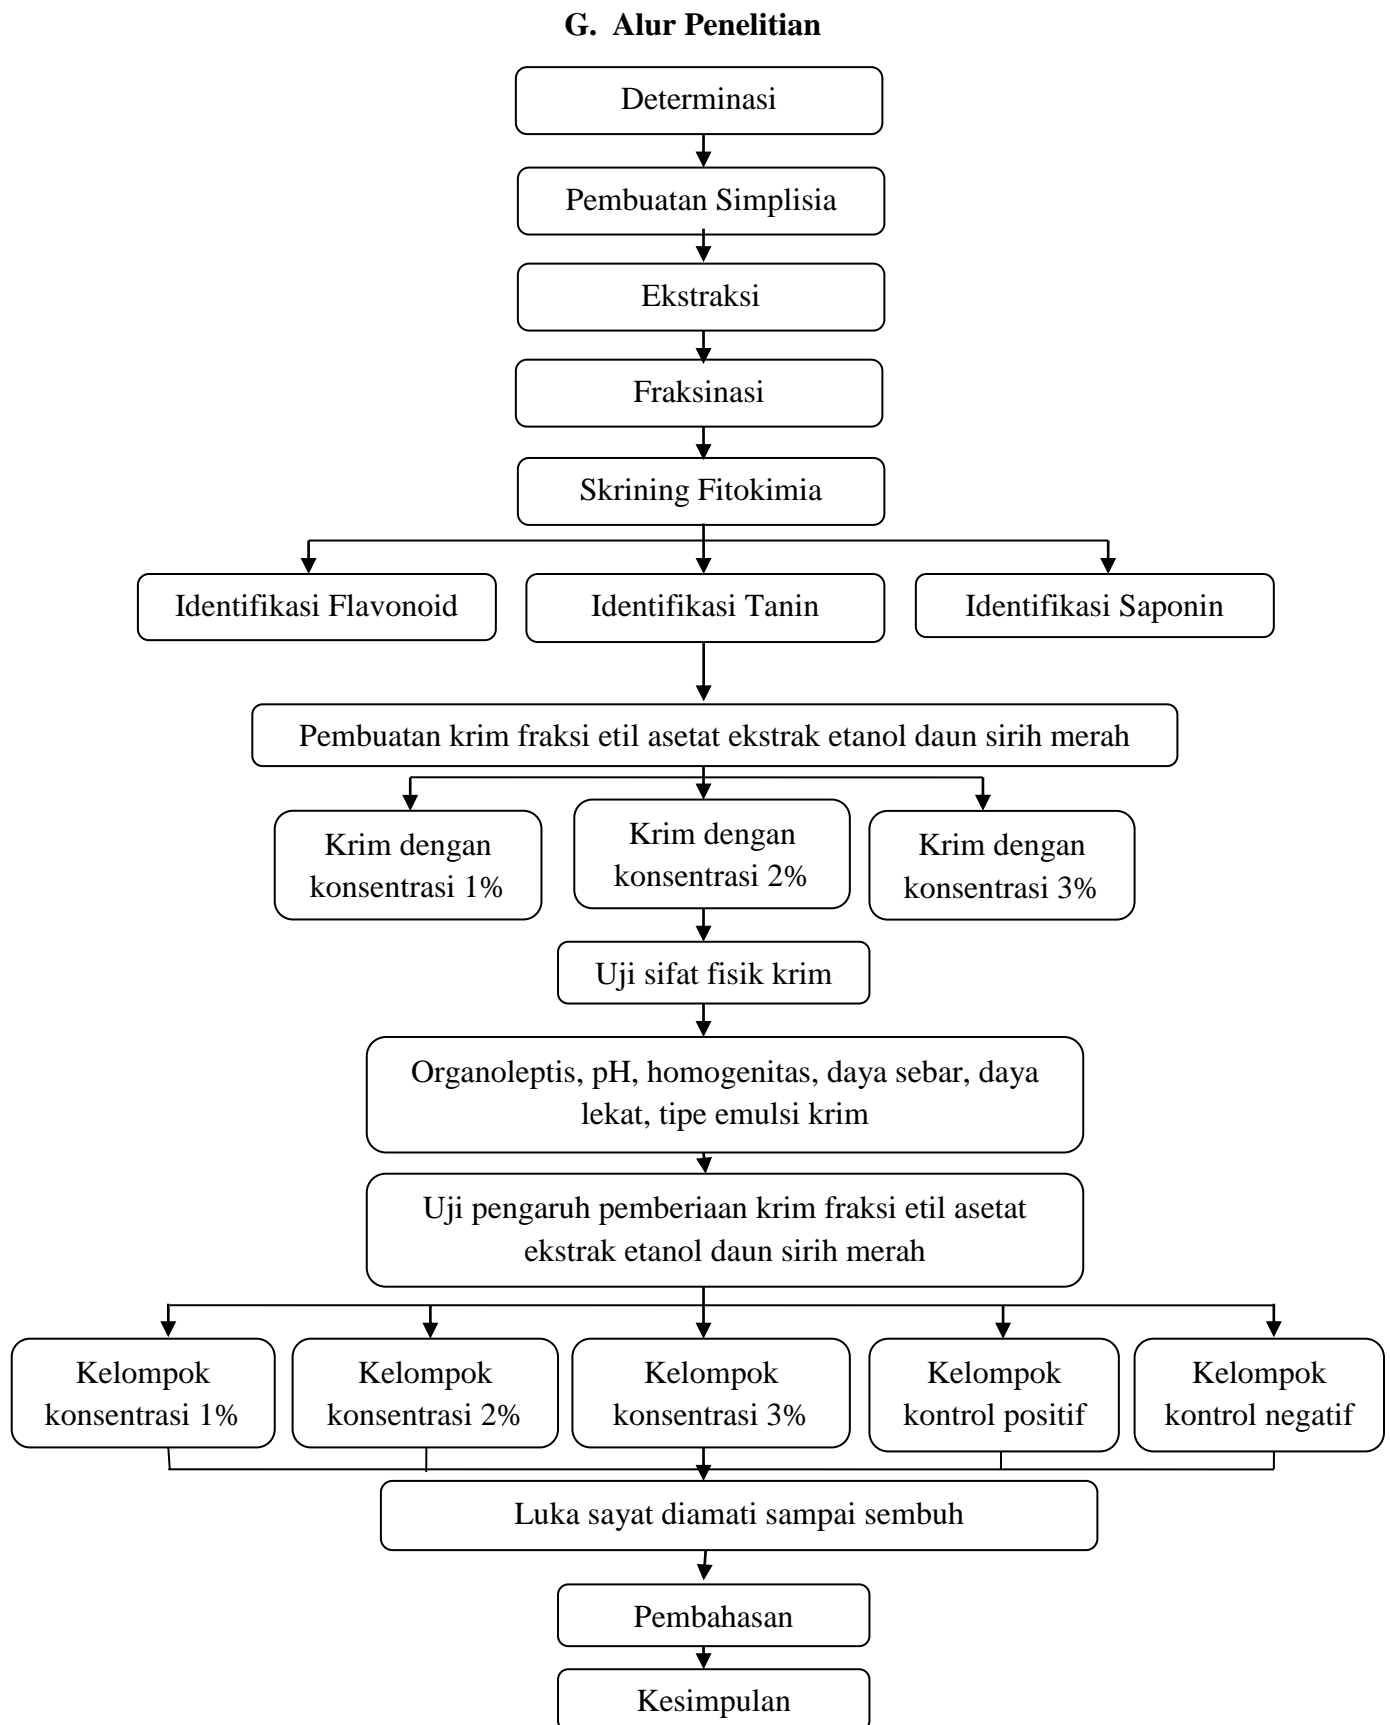 G. Alur Penelitian
Determinasi
Pembuatan Simplisia
Ekstraksi
Fraksinasi
Skrining Fitokimia
Identifikasi Flavonoid
Identifikasi Tanin
Identifikasi Saponin
Pembuatan krim fraksi etil asetat ekstrak etanol daun sirih merah
Krim dengan
konsentrasi 1%
Krim dengan
konsentrasi 2%
Krim dengan
konsentrasi 3%
Uji sifat fisik krim
Organoleptis, pH, homogenitas, daya sebar, daya
lekat, tipe emulsi krim
Uji pengaruh pemberiaan krim fraksi etil asetat
ekstrak etanol daun sirih merah
Kelompok
konsentrasi 1%
Kelompok
konsentrasi 2%
Kelompok
konsentrasi 3%
Kelompok
kontrol positif
Kelompok
kontrol negatif
Luka sayat diamati sampai sembuh
Pembahasan
Kesimpulan